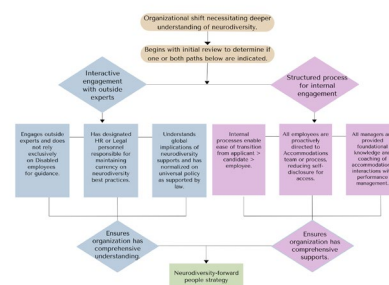 Organizational shift necessitating deeper
understanding of neurodiversity.
Begins with initial review to determine if
one or both paths below are indicated.
Interactive
engagement
with outside
experts
Structured process
for internal
engagement
Engages outside
experts and does
not rely
exclusively
on Disabled
employees
for guidance.
Has designated
HR or Legal
personnel
responsible for
maintaining
currency on
neurodiversity
best practices.
Understands
global
implications of
neurodiversity
supports and has
normalized on
universal policy
as supported by
law.
Internal
processes enable
ease of transition
from applicant >
candidate >
employee.
All employees are
proactively
directed to
Accommodations
team or process,
reducing self-
disclosure for
access.
All managers are
provided
foundational
knowledge and
coaching of
accommodation
interactions with
performance
management.
Ensures
organization has
comprehensive
understanding.
Ensures
organization has
comprehensive
supports.
Neurodiversity-forward
people strategy